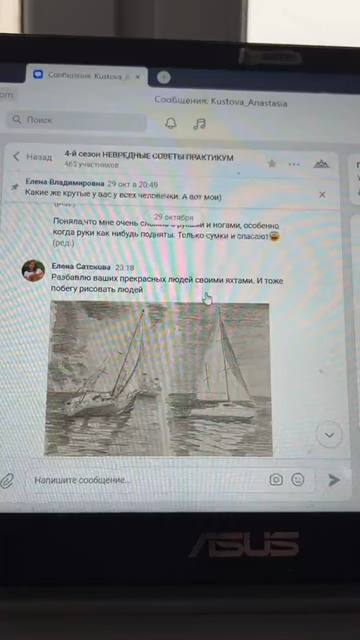 Сообщения: Kustova_A
om
Сообщения: Kustova_Anastasia
Поиск
Назад
4-й сезон НЕВРЕДНЫЕ СОВЕТЫ ПРАКТИКУМ
465 участников
Елена Владимировна 29 окт в 20:49
Какие же крутые у вас у всех человечки. А вот мои)
29 октября
Поняла,что мне очень и ногами, особенно
когда руки как нибудь подняты. Только сумки и спасают
(ред.)
Елена Сатекова 23:18
Разбавлю ваших прекрасных людей своими яхтами. И тоже
побегу рисовать людей
Напишите сообщение...
ASUS